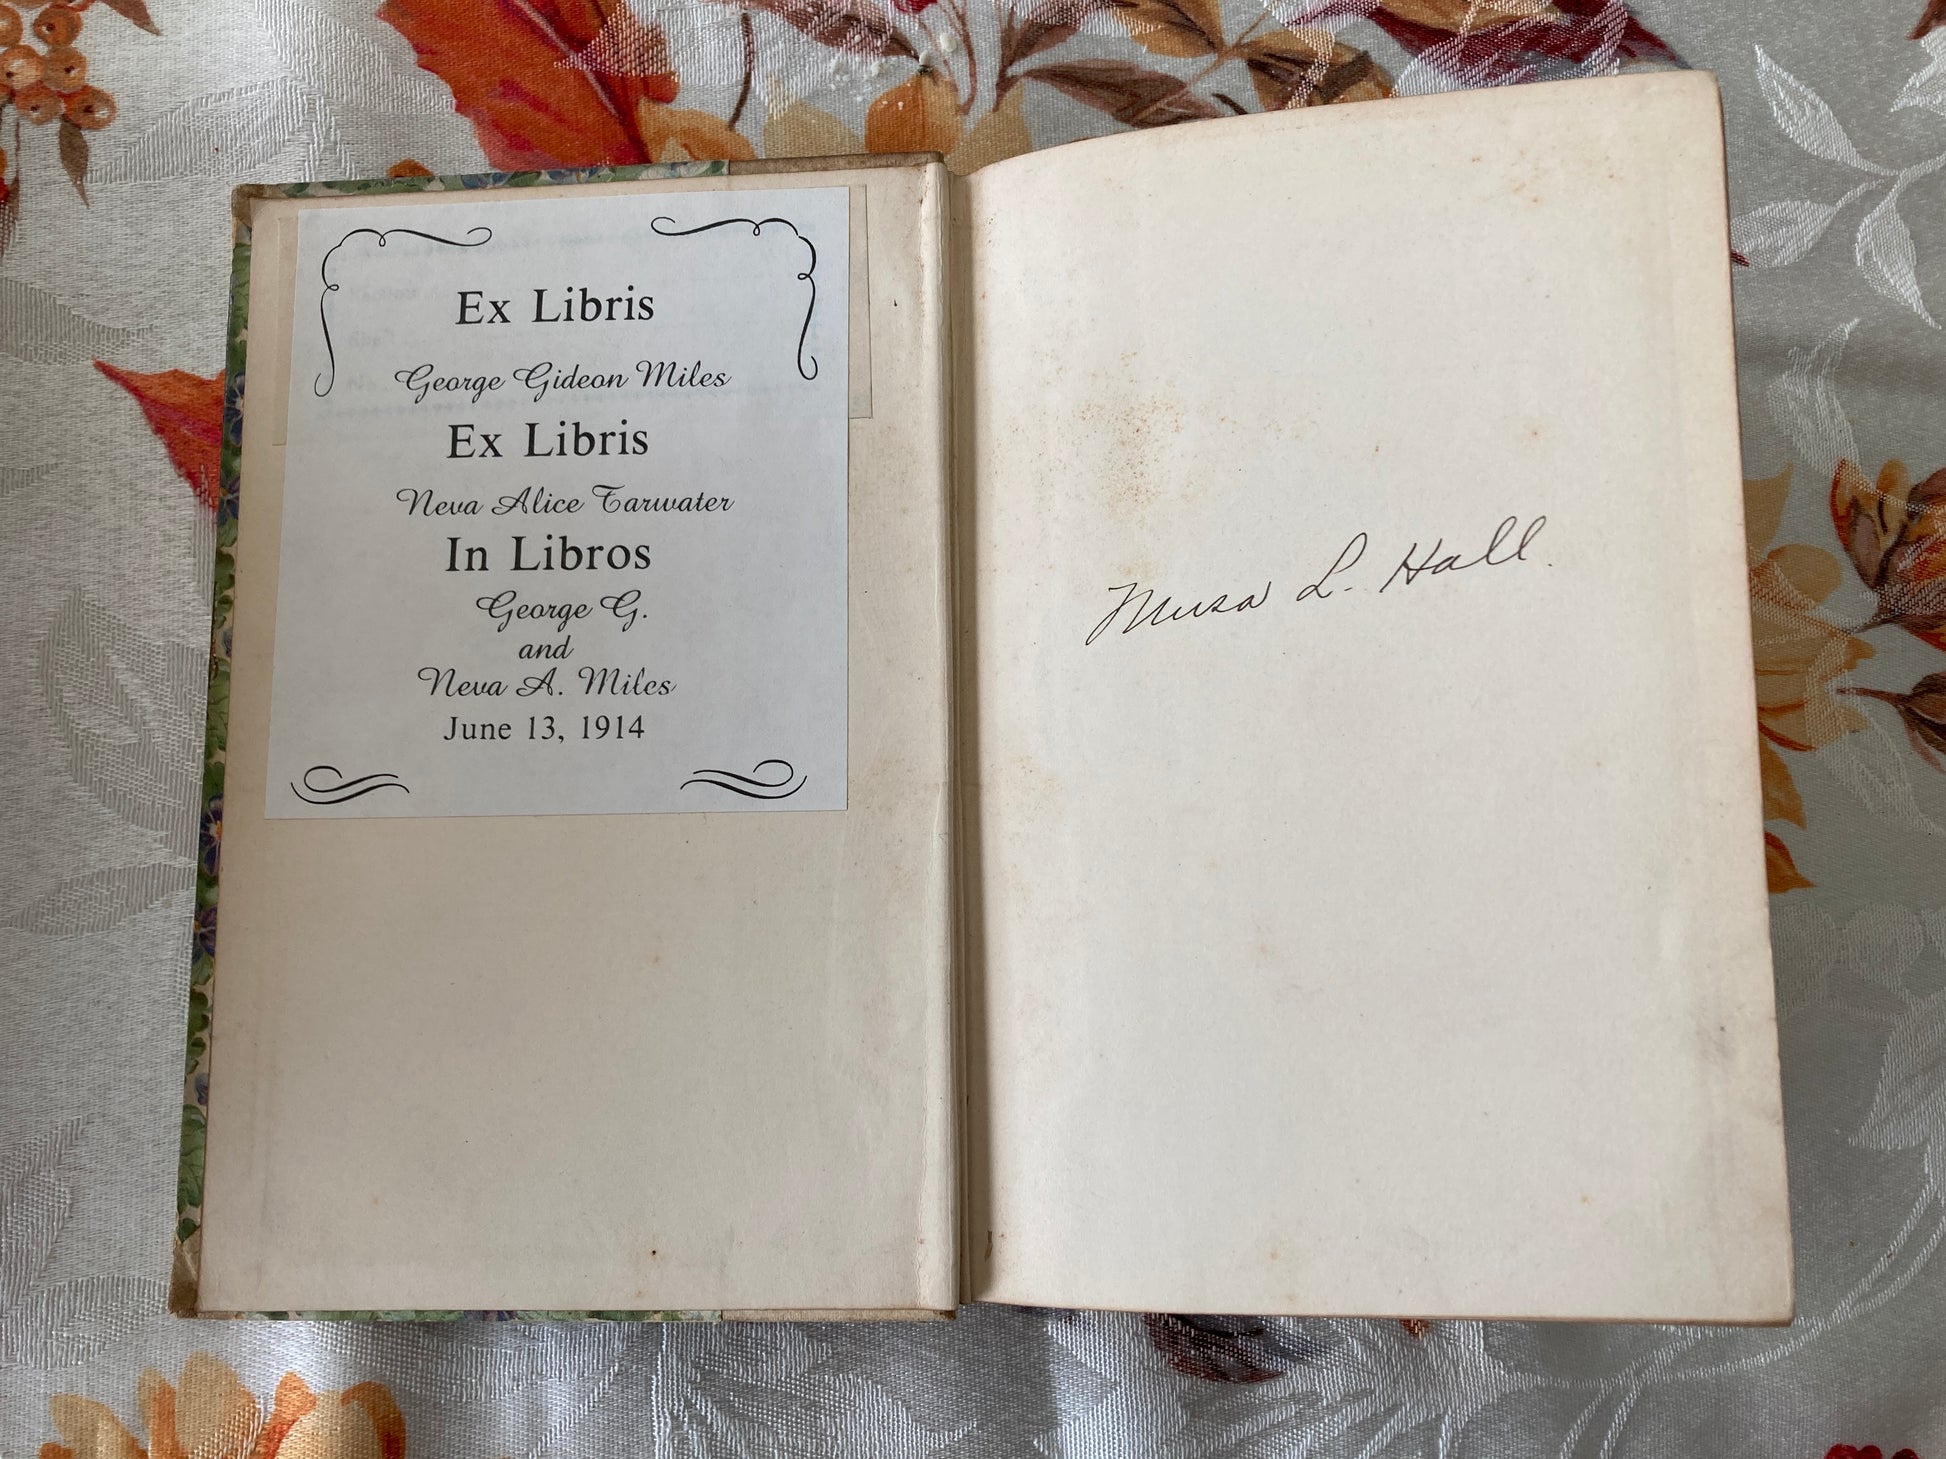 Ex Libris
George Gideon Miles
Ex Libris
Neva Alice Tarwater
In Libros
George G.
and
Neva A. Miles
June 13, 1914
Musa L. Hall.